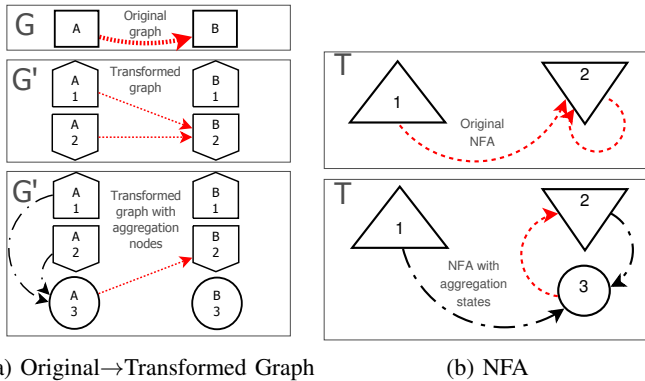 G
A
Original
graph
B
G'
A
1
Transformed
graph
B
1
A
2
B
2
G'
A
1
Transformed
graph with
aggregation
nodes
B
1
A
2
B
2
A
3
B
3
a) Original→Transformed Graph
T
1
2
Original
NFA
T
1
2
NFA with
aggregation
states
3
(b) NFA